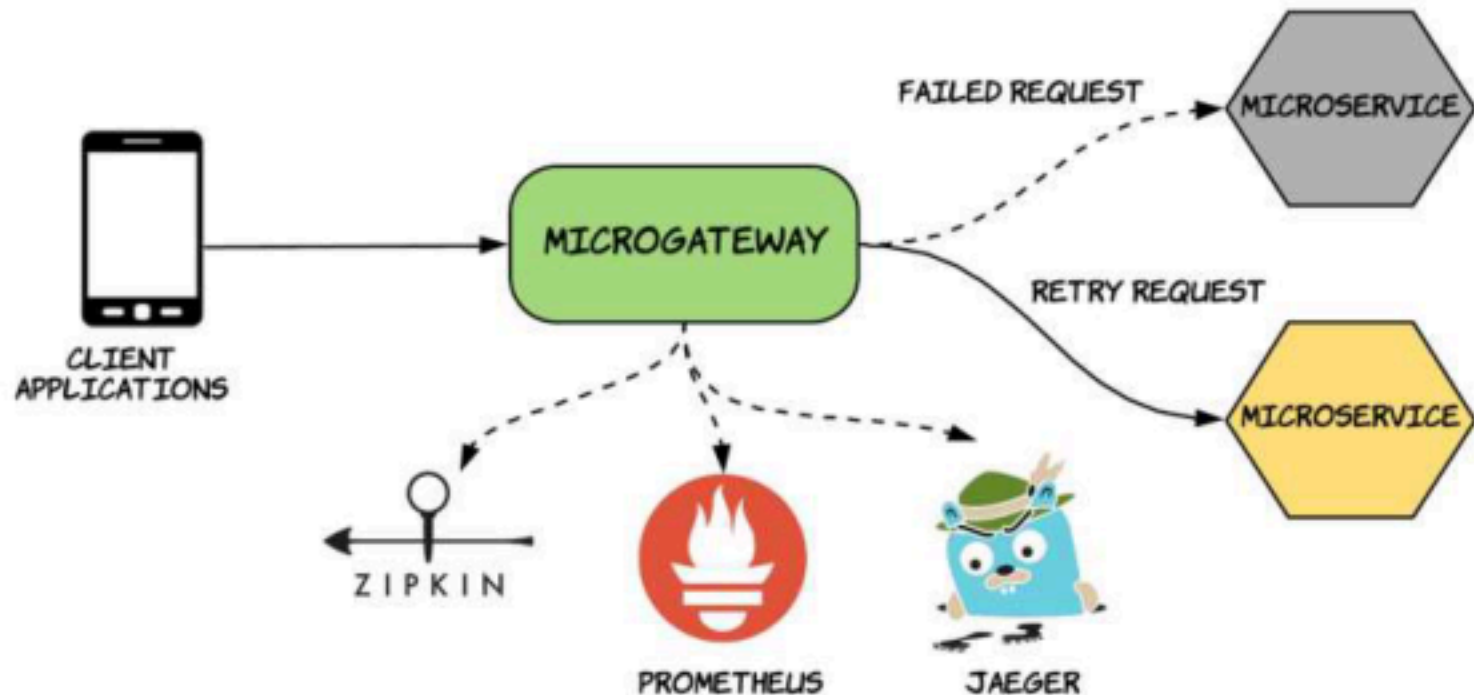 FAILED REQUEST
MICROSERVICE
MICROGATEWAY
RETRY REQUEST
CLIENT
APPLICATIONS
MICROSERVICE
ZIPKIN
PROMETHEUS
JAEGER